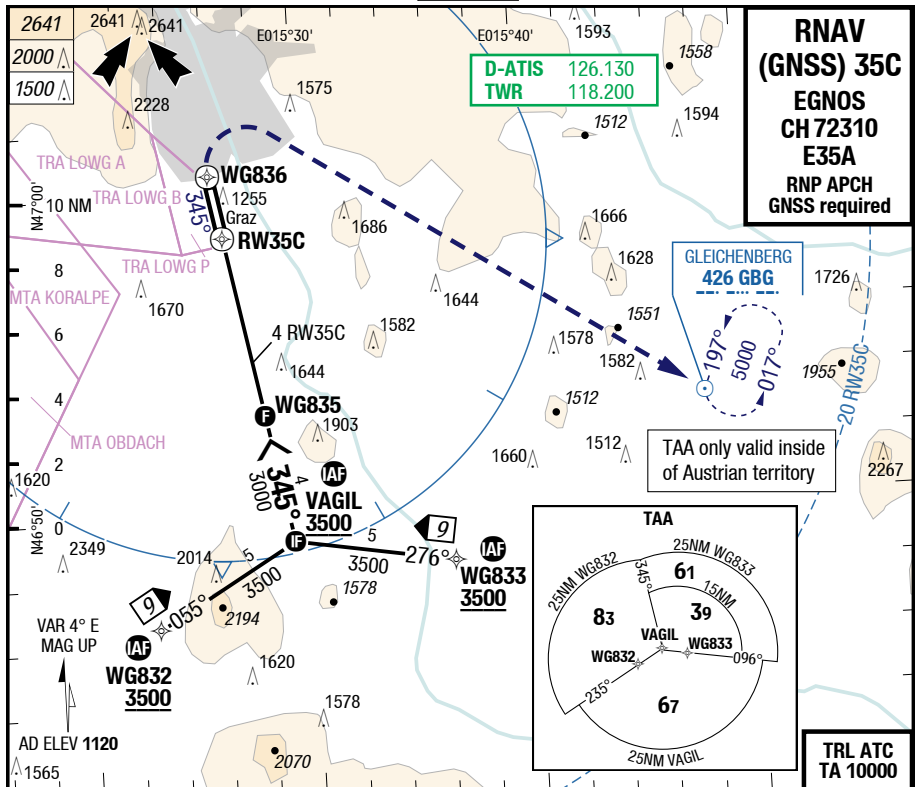 2641
2000
1500
2641
2641
2228
E015°30'
1575
E015°40'
1593
1558
D-ATIS 126.130
TWR 118.200
1512
1594
RNAV
(GNSS) 35C
EGNOS
CH 72310
E35A
RNP APCH
GNSS required
TRA LOWG A
TRA LOWG B
TRA LOWG P
MTA KORALPE
MTA OBDACH
N47°00'
10 NM
8
6
4
2
0
N46°50'
WG836
345°
1255
Graz
RW35C
1686
1666
1628
GLEICHENBERG
426 GBG
1726
1670
1644
1582
4 RW35C
1644
1551
1578
1582
197°
5000
017°
1955
20 RW35C
F WG835
1903
1512
1660
1512
TAA only valid inside
of Austrian territory
2267
1620
345°
3000
4
IAF
VAGIL
3500
IF
2349
2014
5
3500
055°
9
2194
1578
5
3500
276°
9
IAF
WG833
3500
IAF
WG832
3500
VAR 4° E
MAG UP
AD ELEV 1120
1565
1620
1578
2070
TAA
25NM WG832
25NM WG833
345°
61
15NM
83
39
VAGIL
WG833
WG832
096°
235°
67
25NM VAGIL
TRL ATC
TA 10000